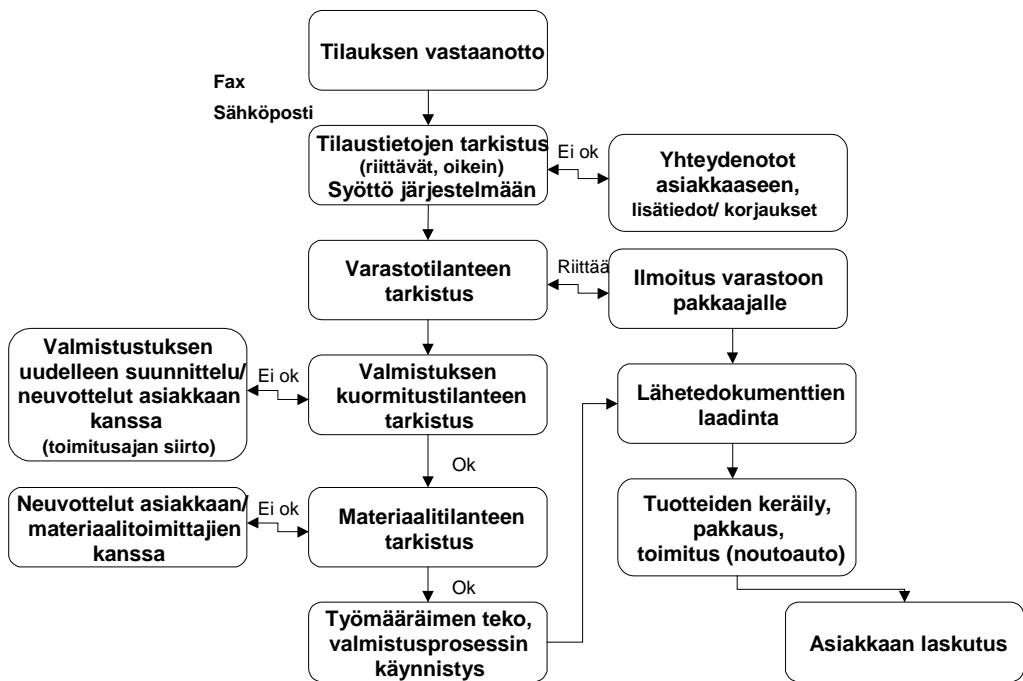 Tilauksen vastaanotto
Fax
Sähköposti
Tilaustietojen tarkistus
(riittävät, oikein)
Syöttö järjestelmään
Ei ok
Yhteydenotot
asiakkaaseen,
lisätiedot/ korjaukset
Varastotilanteen
tarkistus
Riittää
Ilmoitus varastoon
pakkaajalle
Valmistustuksen
uudelleen suunnittelu/
neuvottelut asiakkaan
kanssa
(toimitusajan siirto)
Ei ok
Valmistuksen
kuormitustilanteen
tarkistus
Lähetedokumenttien
laadinta
Ok
Neuvottelut asiakkaan/
materiaalitoimittajien
kanssa
Ei ok
Materiaalitilanteen
tarkistus
Tuotteiden keräily,
pakkaus,
toimitus (noutoauto)
Ok
Työmääräimen teko,
valmistusprosessin
käynnistys
Asiakkaan laskutus